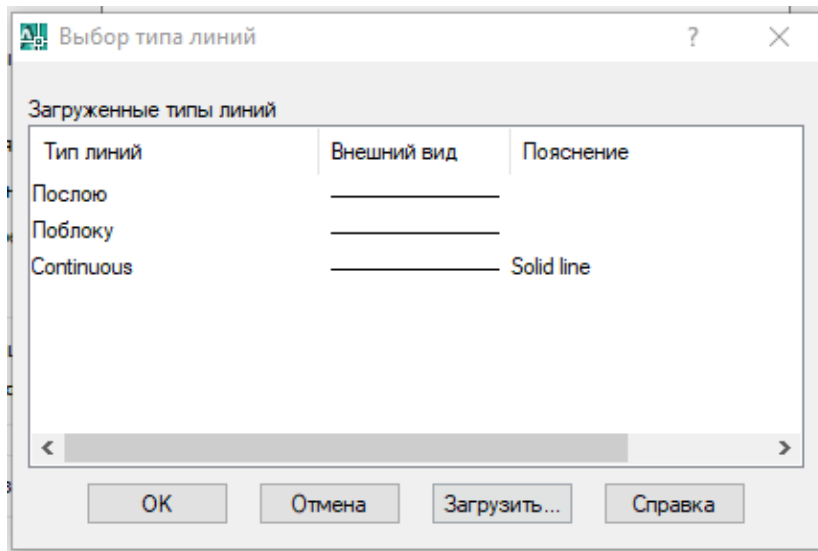 Выбор типа линий
Загруженные типы линий
Тип линий Внешний вид Пояснение
Послою
Поблоку
Continuous Solid line
OK Отмена Загрузить... Справка